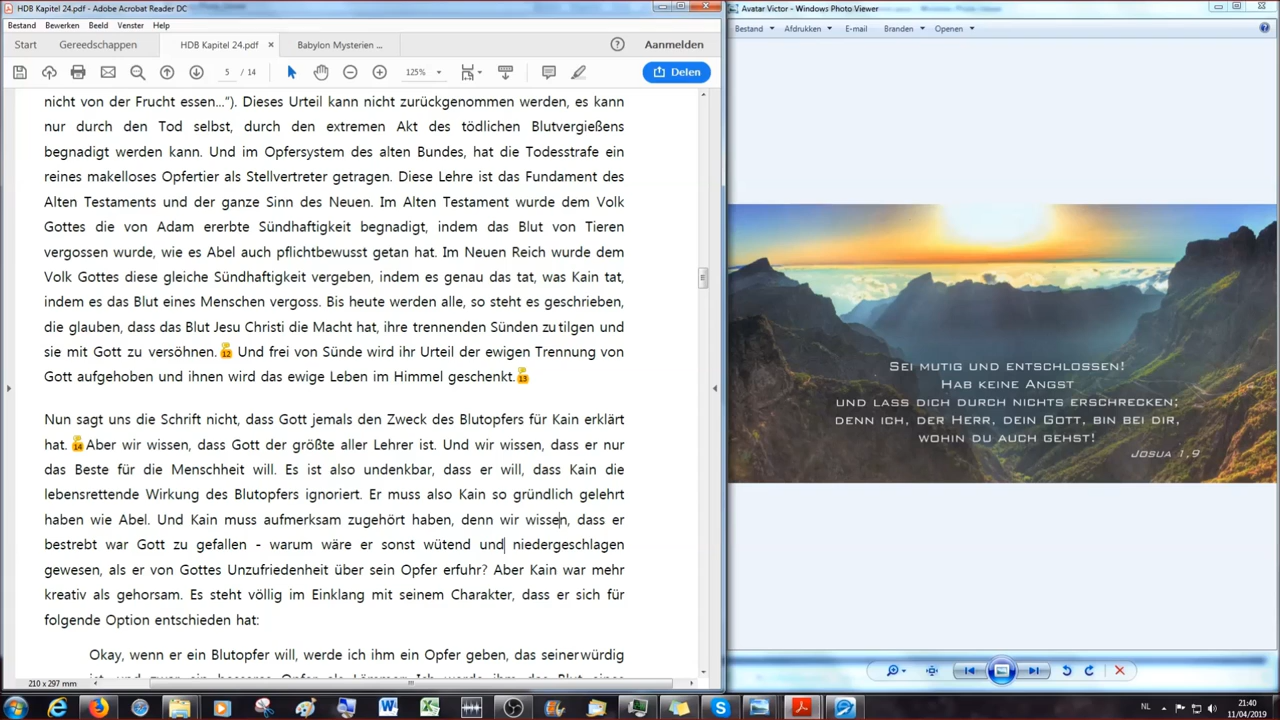 HDB Kapitel 24.pdf - Adobe Acrobat Reader DC
Bestand Bewerken Beeld Venster Help
Start Gereedschappen HDB Kapitel 24.pdf × Babylon Mysterien ... Anmelden
5 / 14 125% Delen
nicht von der Frucht essen...“). Dieses Urteil kann nicht zurückgenommen werden, es kann
nur durch den Tod selbst, durch den extremen Akt des tödlichen Blutvergießens
begnadigt werden kann. Und im Opfersystem des alten Bundes, hat die Todesstrafe ein
reines makelloses Opfertier als Stellvertreter getragen. Diese Lehre ist das Fundament des
Alten Testaments und der ganze Sinn des Neuen. Im Alten Testament wurde dem Volk
Gottes die von Adam ererbte Sündhaftigkeit begnadigt, indem das Blut von Tieren
vergossen wurde, wie es Abel auch pflichtbewusst getan hat. Im Neuen Reich wurde dem
Volk Gottes diese gleiche Sündhaftigkeit vergeben, indem es genau das tat, was Kain tat,
indem es das Blut eines Menschen vergoss. Bis heute werden alle, so steht es geschrieben,
die glauben, dass das Blut Jesu Christi die Macht hat, ihre trennenden Sünden zu tilgen und
sie mit Gott zu versöhnen. 12 Und frei von Sünde wird ihr Urteil der ewigen Trennung von
Gott aufgehoben und ihnen wird das ewige Leben im Himmel geschenkt. 13
Nun sagt uns die Schrift nicht, dass Gott jemals den Zweck des Blutopfers für Kain erklärt
hat. 14 Aber wir wissen, dass Gott der größte aller Lehrer ist. Und wir wissen, dass er nur
das Beste für die Menschheit will. Es ist also undenkbar, dass er will, dass Kain die
lebensrettende Wirkung des Blutopfers ignoriert. Er muss also Kain so gründlich gelehrt
haben wie Abel. Und Kain muss aufmerksam zugehört haben, denn wir wissen, dass er
bestrebt war Gott zu gefallen - warum wäre er sonst wütend und niedergeschlagen
gewesen, als er von Gottes Unzufriedenheit über sein Opfer erfuhr? Aber Kain war mehr
kreativ als gehorsam. Es steht völlig im Einklang mit seinem Charakter, dass er sich für
folgende Option entschieden hat:
Okay, wenn er ein Blutopfer will, werde ich ihm ein Opfer geben, das seiner würdig
210 x 297 mm
Avatar Victor - Windows Photo Viewer
Bestand Afdrukken E-mail Branden Openen
Sei mutig und entschlossen!
Hab keine Angst
und lass dich durch nichts erschrecken;
denn ich, der Herr, dein Gott, bin bei dir,
wohin du auch gehst!
Josua 1,9
NL 21:40
11/04/2019